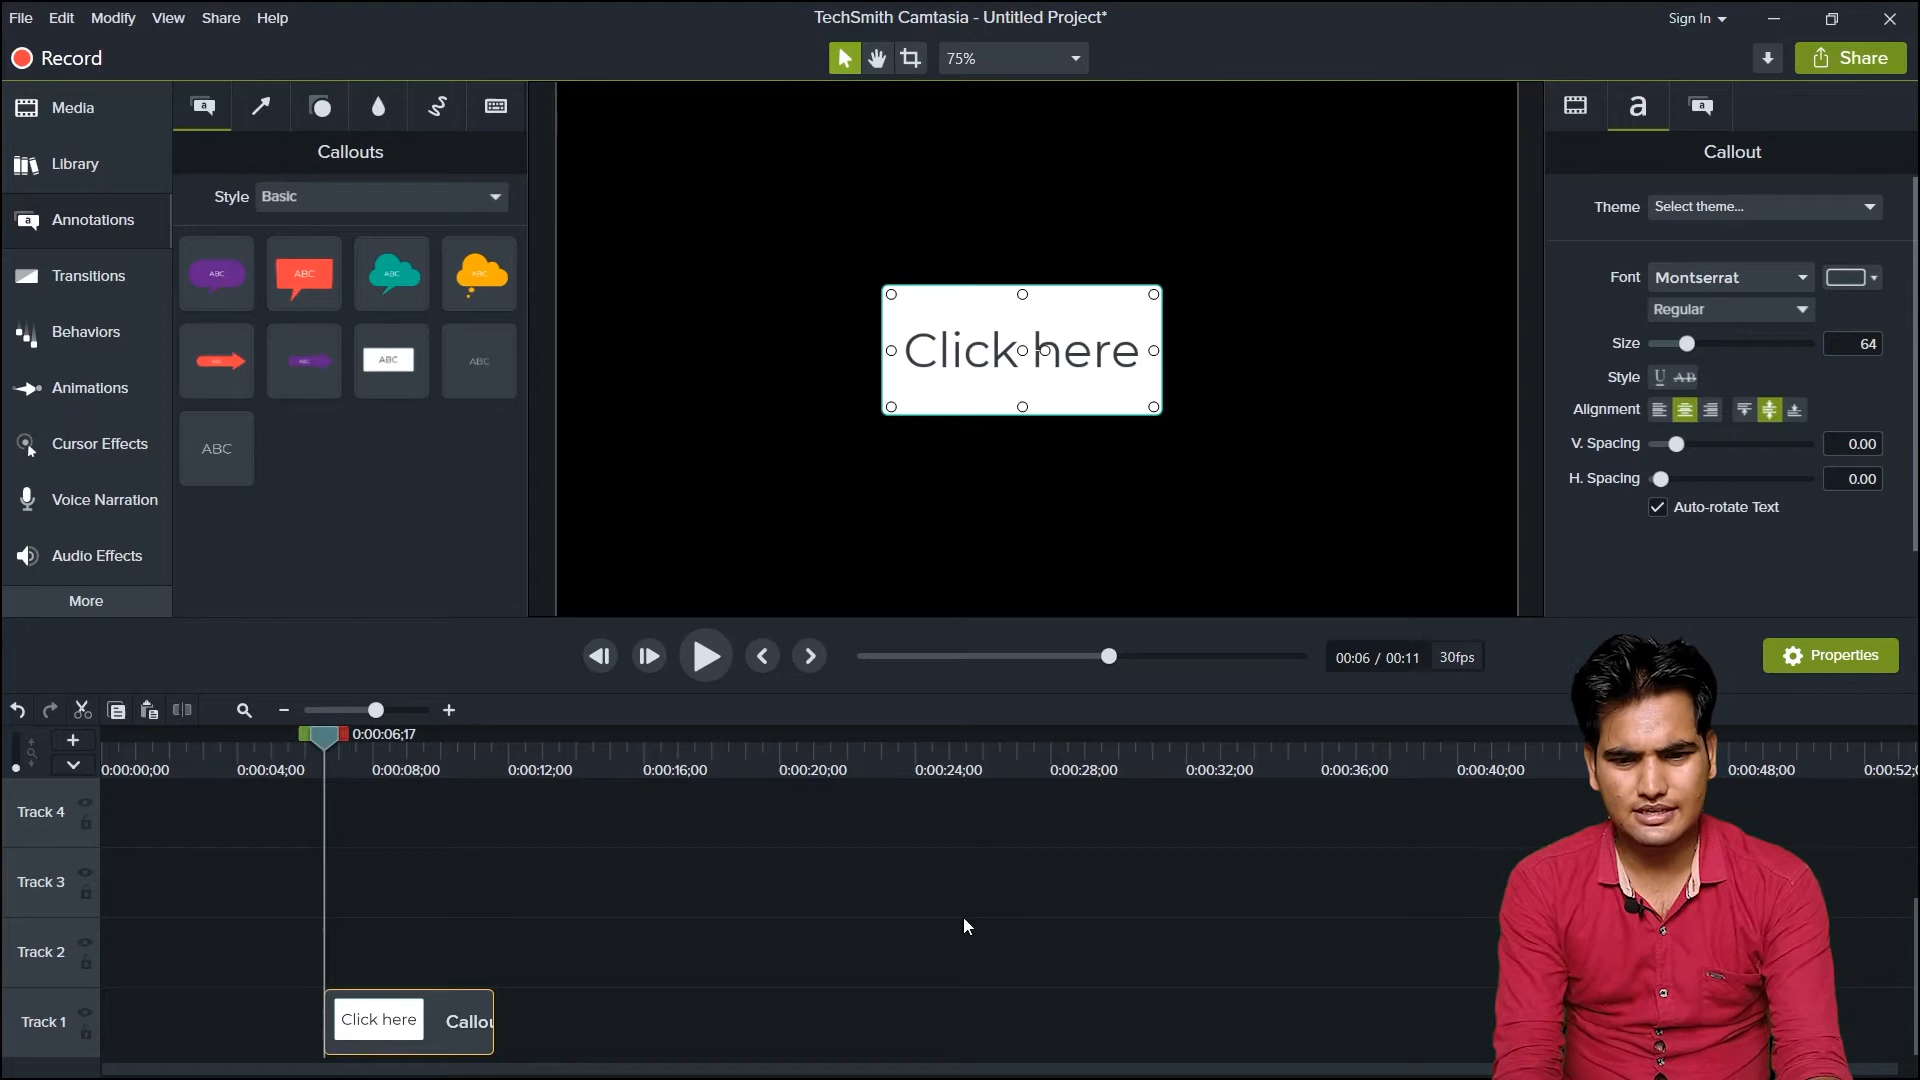 File Edit Modify View Share Help
TechSmith Camtasia - Untitled Project*
Sign In
Record
75%
Share
Media
Library
Annotations
Transitions
Behaviors
Animations
Cursor Effects
Voice Narration
Audio Effects
More
a
Callouts
Style Basic
ABC ABC ABC ABC
ABC ABC ABC ABC
ABC
Click here
a
a
Callout
Theme Select theme...
Font Montserrat
Regular
Size 64
Style U AB
Alignment
V. Spacing 0.00
H. Spacing 0.00
Auto-rotate Text
00:06 / 00:11 30fps
Properties
0:00:06;17
0:00:00;00 0:00:04;00 0:00:08;00 0:00:12;00 0:00:16;00 0:00:20;00 0:00:24;00 0:00:28;00 0:00:32;00 0:00:36;00 0:00:40;00 0:00:48;00 0:00:52;
Track 4
Track 3
Track 2
Track 1
Click here Callou